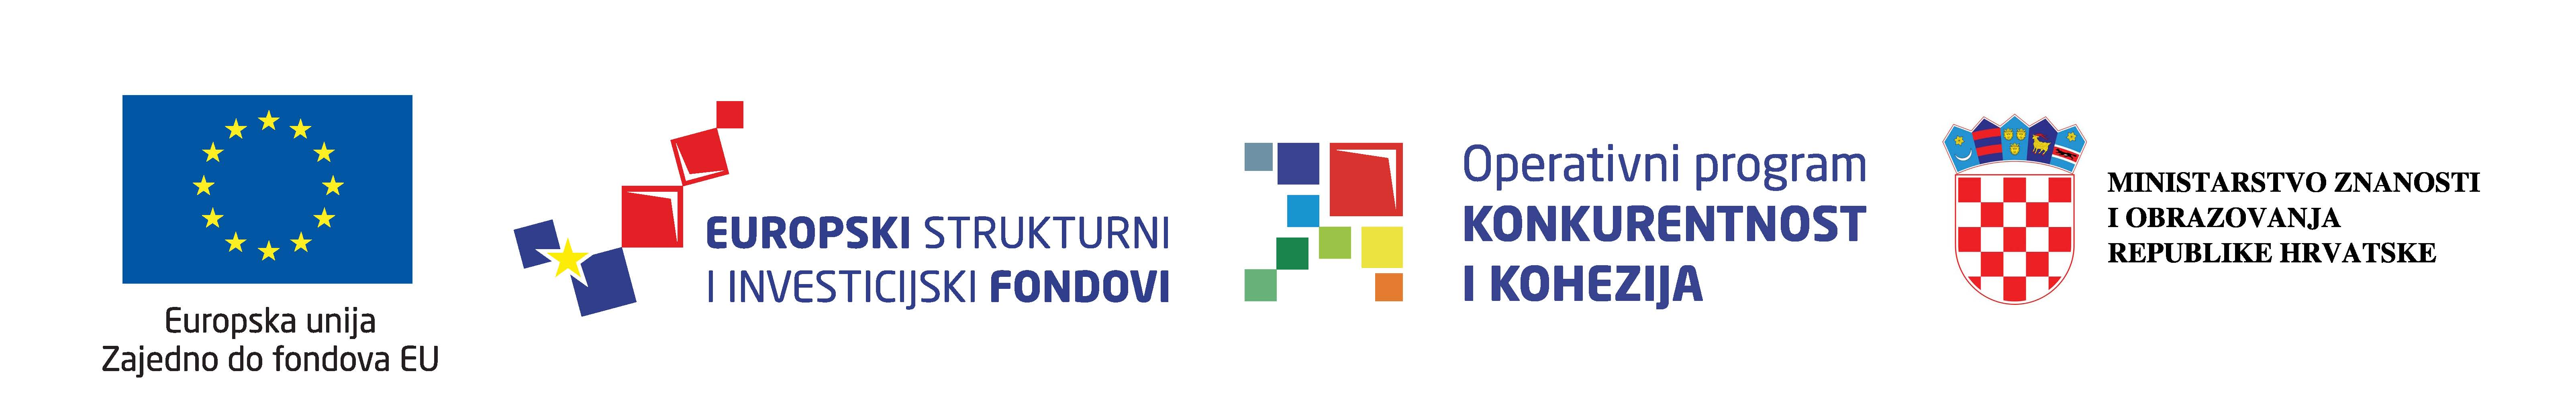 Europska unija
Zajedno do fondova EU
EUROPSKI STRUKTURNI
I INVESTICIJSKI FONDOVI
Operativni program
KONKURENTNOST
I KOHEZIJA
MINISTARSTVO ZNANOSTI
I OBRAZOVANJA
REPUBLIKE HRVATSKE